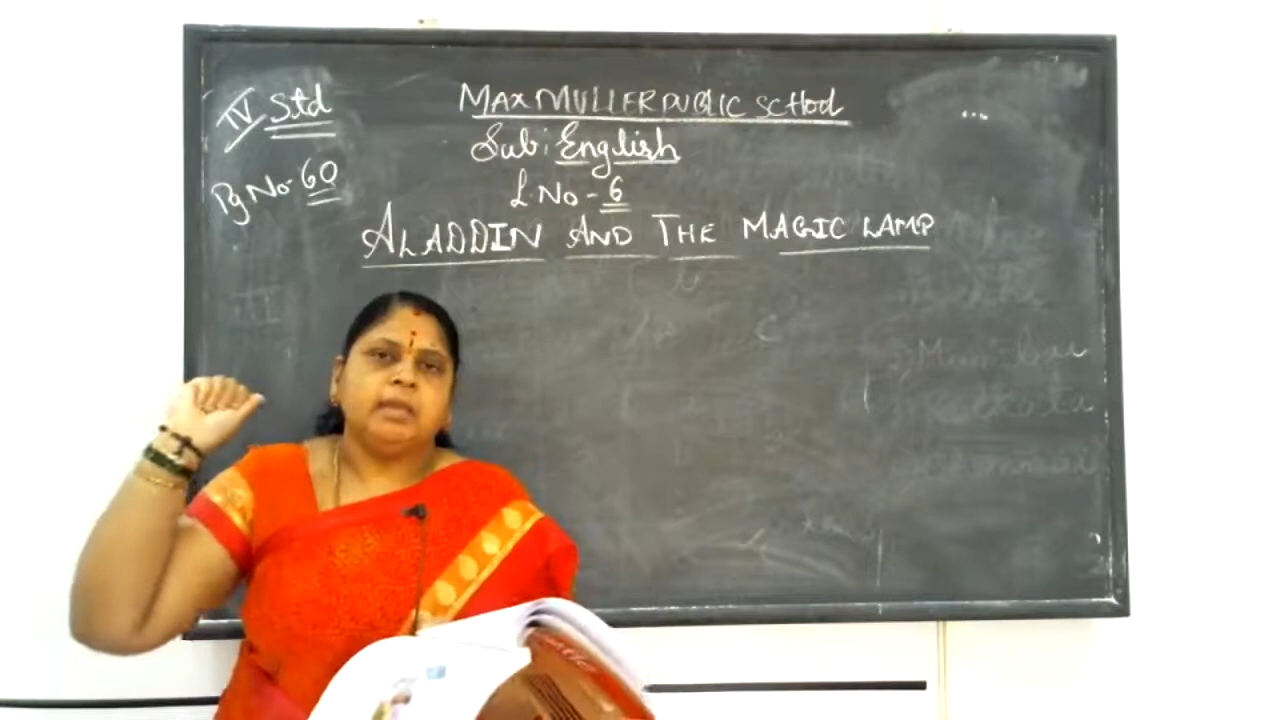 IV Std
MAX MULLER PUBLIC SCHOOL
Sub: English
Pg No- 60
L.No - 6
ALADDIN AND THE MAGIC LAMP